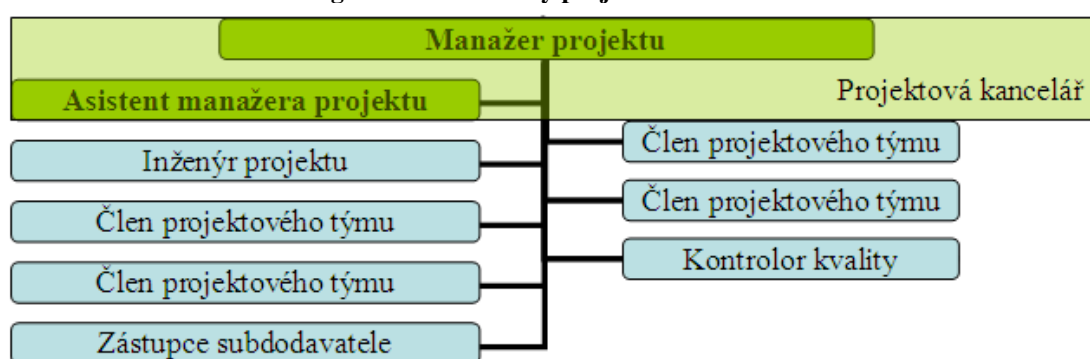 Manažer projektu
Asistent manažera projektu
Projektová kancelář
Inženýr projektu
Člen projektového týmu
Člen projektového týmu
Zástupce subdodavatele
Člen projektového týmu
Člen projektového týmu
Kontrolor kvality